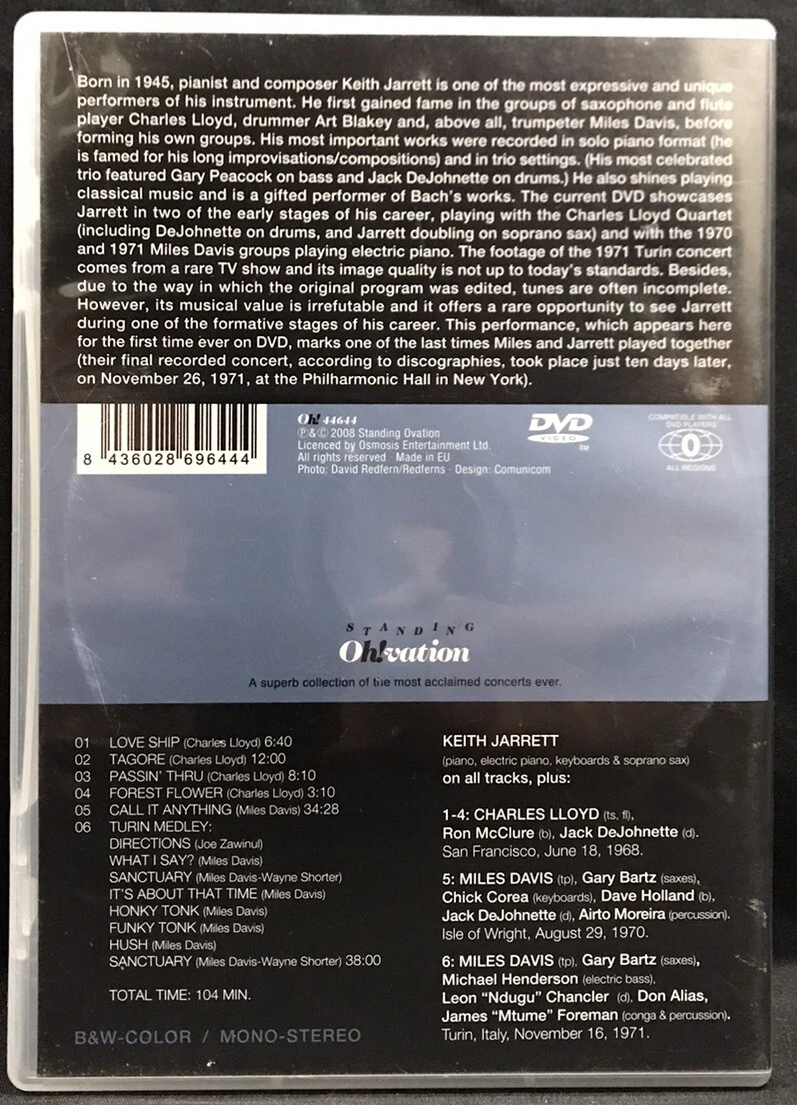 Born in 1945, pianist and composer Keith Jarrett is one of the most expressive and unique
performers of his instrument. He first gained fame in the groups of saxophone and flute
player Charles Lloyd, drummer Art Blakey and, above all, trumpeter Miles Davis, before
forming his own groups. His most important works were recorded in solo piano format (he
is famed for his long improvisations/compositions) and in trio settings. (His most celebrated
trio featured Gary Peacock on bass and Jack DeJohnette on drums.) He also shines playing
classical music and is a gifted performer of Bach's works. The current DVD showcases
Jarrett in two of the early stages of his career, playing with the Charles Lloyd Quartet
(including DeJohnette on drums, and Jarrett doubling on soprano sax) and with the 1970
and 1971 Miles Davis groups playing electric piano. The footage of the 1971 Turin concert
comes from a rare TV show and its image quality is not up to today's standards. Besides,
due to the way in which the original program was edited, tunes are often incomplete.
However, its musical value is irrefutable and it offers a rare opportunity to see Jarrett
during one of the formative stages of his career. This performance, which appears here
for the first time ever on DVD, marks one of the last times Miles and Jarrett played together
(their final recorded concert, according to discographies, took place just ten days later,
on November 26, 1971, at the Philharmonic Hall in New York).
8 436028 696444
Oh! 44644
℗&© 2008 Standing Ovation
Licenced by Osmosis Entertainment Ltd.
All rights reserved · Made in EU
Photo: David Redfern/Redferns · Design: Comunicom
DVD
VIDEO
TM
COMPATIBLE WITH ALL
DVD PLAYERS
0
ALL REGIONS
STANDING
Oh!vation
A superb collection of the most acclaimed concerts ever.
01 LOVE SHIP (Charles Lloyd) 6:40
02 TAGORE (Charles Lloyd) 12:00
03 PASSIN' THRU (Charles Lloyd) 8:10
04 FOREST FLOWER (Charles Lloyd) 3:10
05 CALL IT ANYTHING (Miles Davis) 34:28
06 TURIN MEDLEY:
DIRECTIONS (Joe Zawinul)
WHAT I SAY? (Miles Davis)
SANCTUARY (Miles Davis-Wayne Shorter)
IT'S ABOUT THAT TIME (Miles Davis)
HONKY TONK (Miles Davis)
FUNKY TONK (Miles Davis)
HUSH (Miles Davis)
SANCTUARY (Miles Davis-Wayne Shorter) 38:00
TOTAL TIME: 104 MIN.
B&W-COLOR / MONO-STEREO
KEITH JARRETT
(piano, electric piano, keyboards & soprano sax)
on all tracks, plus:
1-4: CHARLES LLOYD (ts, fl),
Ron McClure (b), Jack DeJohnette (d).
San Francisco, June 18, 1968.
5: MILES DAVIS (tp), Gary Bartz (saxes),
Chick Corea (keyboards), Dave Holland (b),
Jack DeJohnette (d), Airto Moreira (percussion).
Isle of Wright, August 29, 1970.
6: MILES DAVIS (tp), Gary Bartz (saxes),
Michael Henderson (electric bass),
Leon "Ndugu" Chancler (d), Don Alias,
James "Mtume" Foreman (conga & percussion).
Turin, Italy, November 16, 1971.